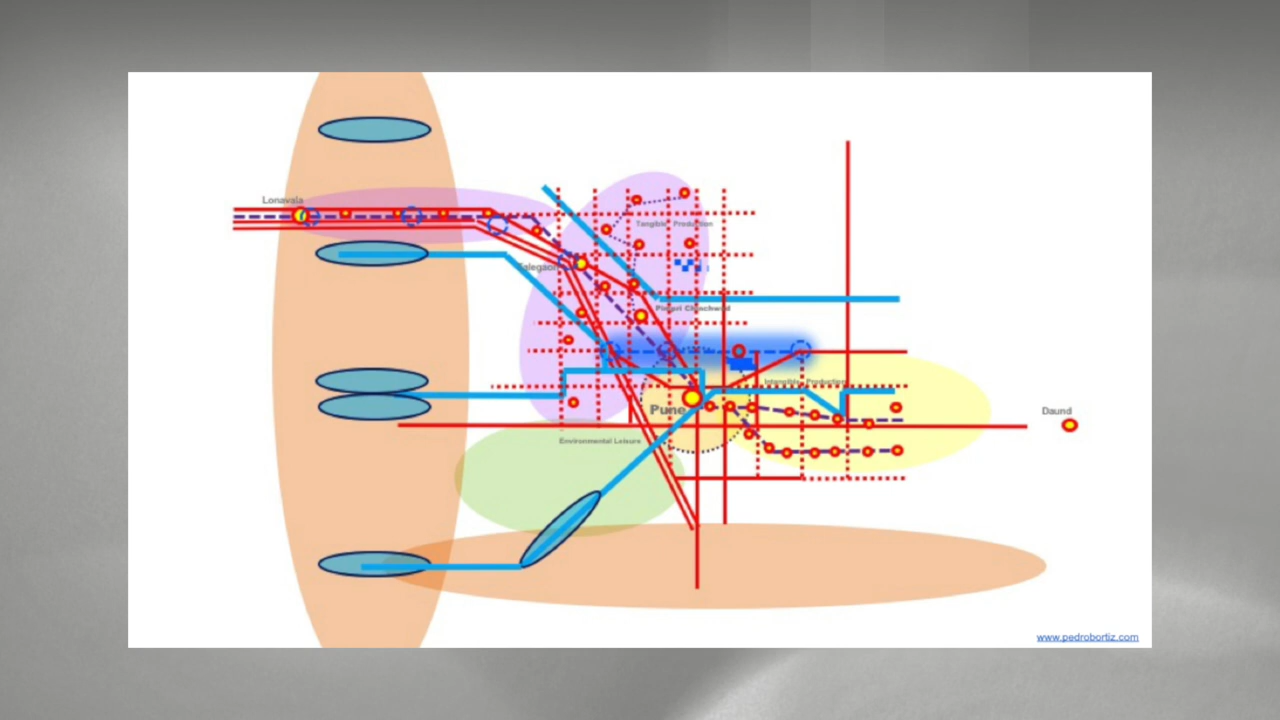 Lonavala
Tangible Production
Talegaon
Pimpri Chinchwad
Intangible Production
Pune
Daund
Environmental Leisure
www.pedrobortiz.com